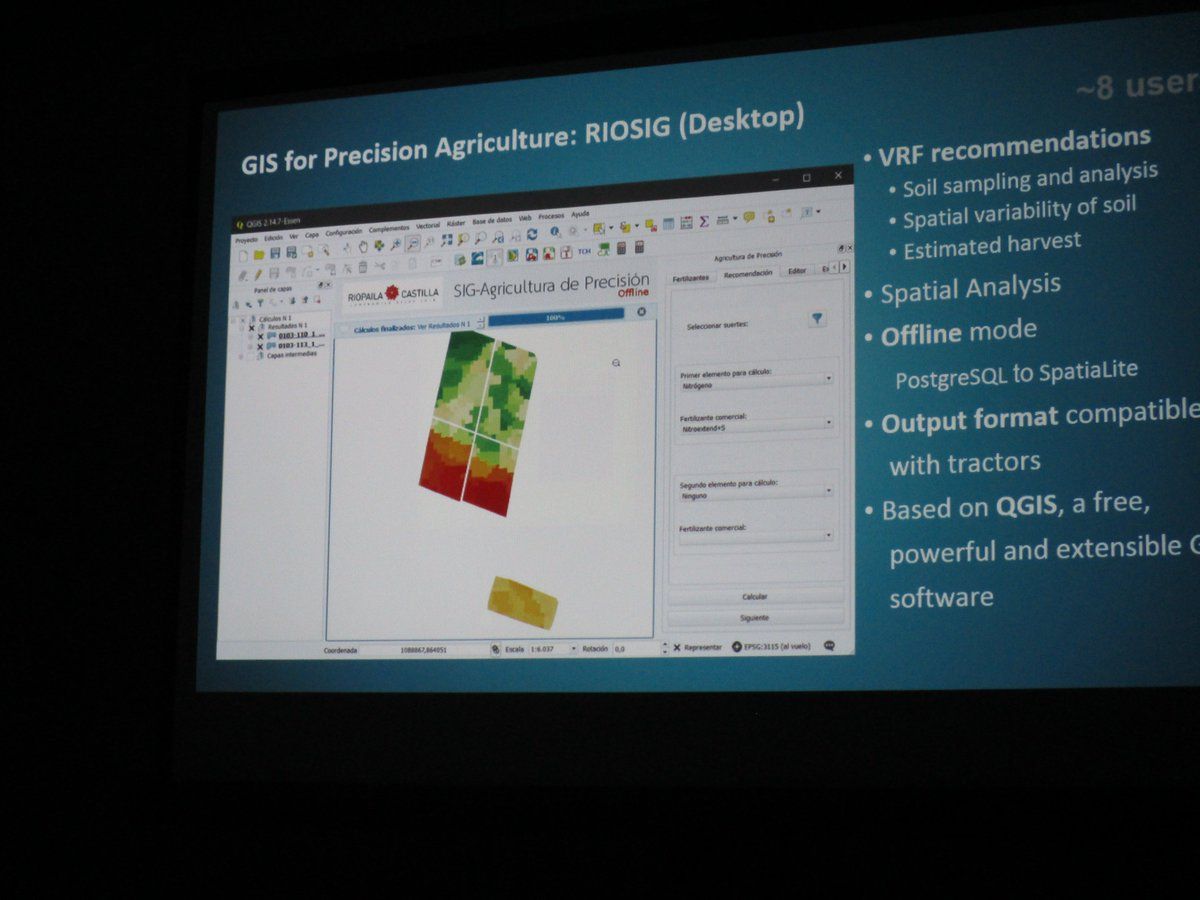 ~8 user
GIS for Precision Agriculture: RIOSIG (Desktop)
• VRF recommendations
• Soil sampling and analysis
• Spatial variability of soil
• Estimated harvest
• Spatial Analysis
• Offline mode
PostgreSQL to SpatiaLite
• Output format compatible
with tractors
• Based on QGIS, a free,
powerful and extensible G
software
QGIS 2.14.7-Essen
Proyecto Edición Ver Capa Configuración Complementos Vectorial Ráster Base de datos Web Procesos Ayuda
TCH
Panel de capas
Cálculos N 1
Resultados N 1
0103-110_1_...
0103-113_1_...
Capas intermedias
RIOPAILA CASTILLA
SIG-Agricultura de Precisión
Offline
Cálculos finalizados: Ver Resultados N 1
100%
Agricultura de Precisión
Fertilizantes Recomendación Editor
Seleccionar suertes:
Primer elemento para cálculo:
Nitrógeno
Fertilizante comercial:
Nitroextend+S
Segundo elemento para cálculo:
Ninguno
Fertilizante comercial:
Calcular
Siguiente
Coordenada 1088867,864051 Escala 1:6.037 Rotación 0,0 Representar EPSG:3115 (al vuelo)